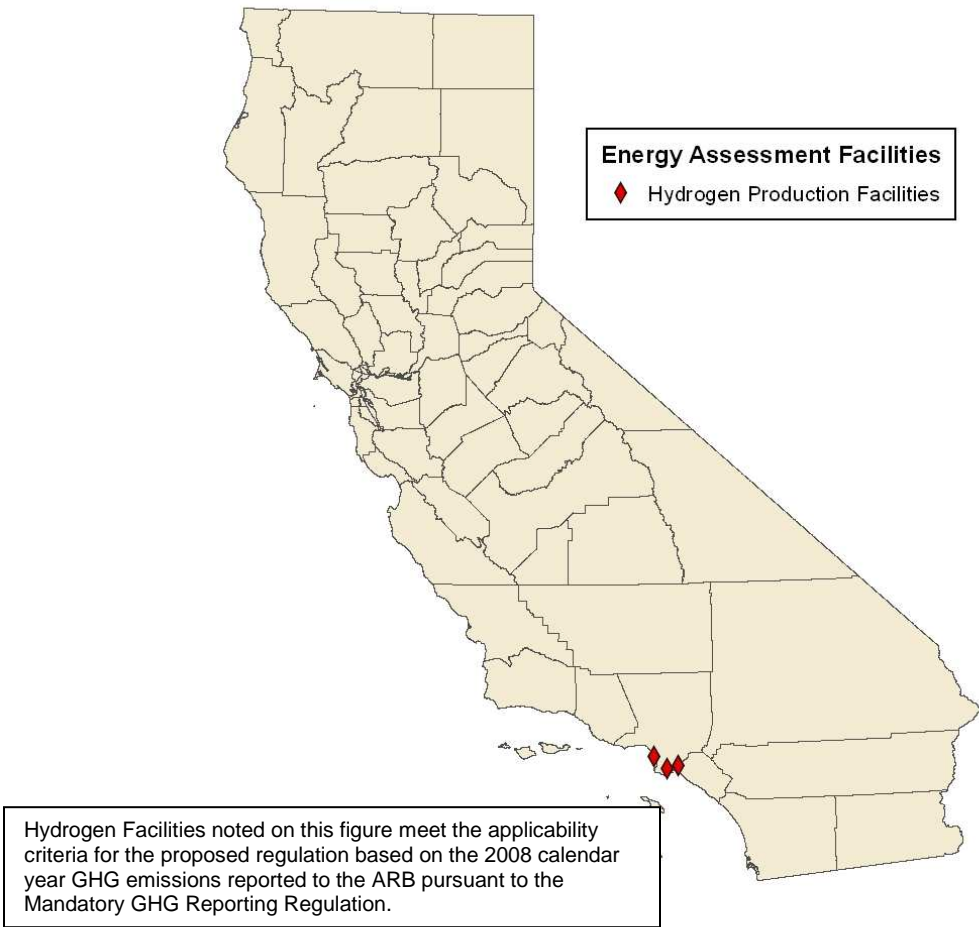 Energy Assessment Facilities
Hydrogen Production Facilities
Hydrogen Facilities noted on this figure meet the applicability
criteria for the proposed regulation based on the 2008 calendar
year GHG emissions reported to the ARB pursuant to the
Mandatory GHG Reporting Regulation.